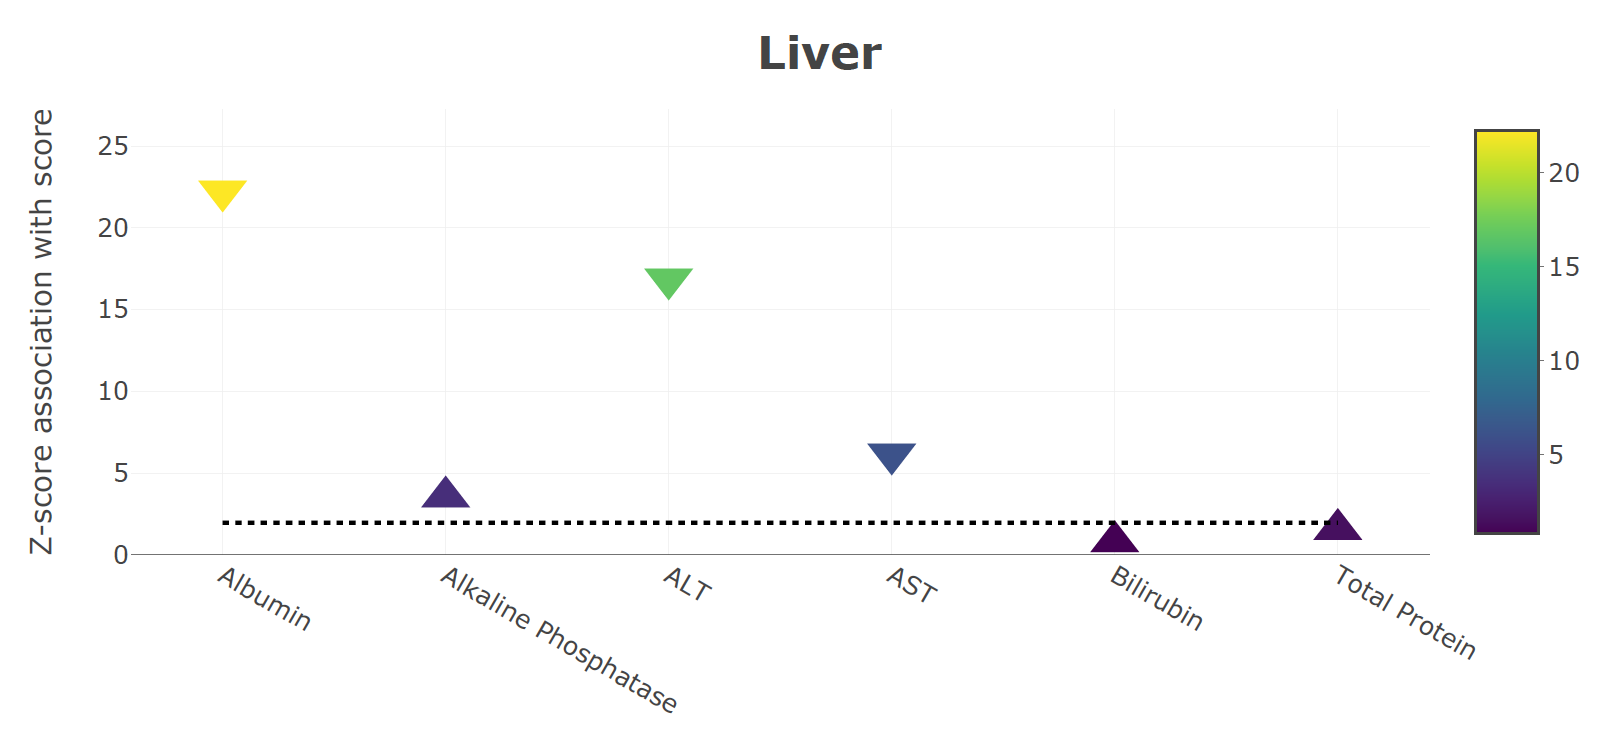 Liver
Z-score association with score
25
20
15
10
5
0
Albumin
Alkaline Phosphatase
ALT
AST
Bilirubin
Total Protein
20
15
10
5